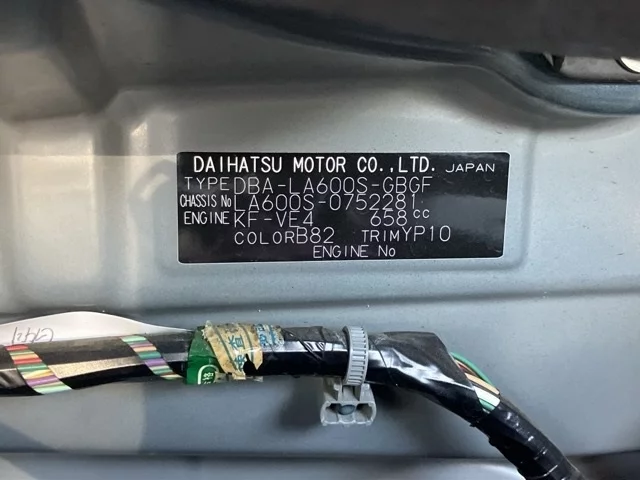 DAIHATSU MOTOR CO.,LTD. JAPAN
TYPE DBA-LA600S-GBGF
CHASSIS No LA600S-0752281
ENGINE KF-VE4 658cc
COLOR B82 TRIM YP10
ENGINE No